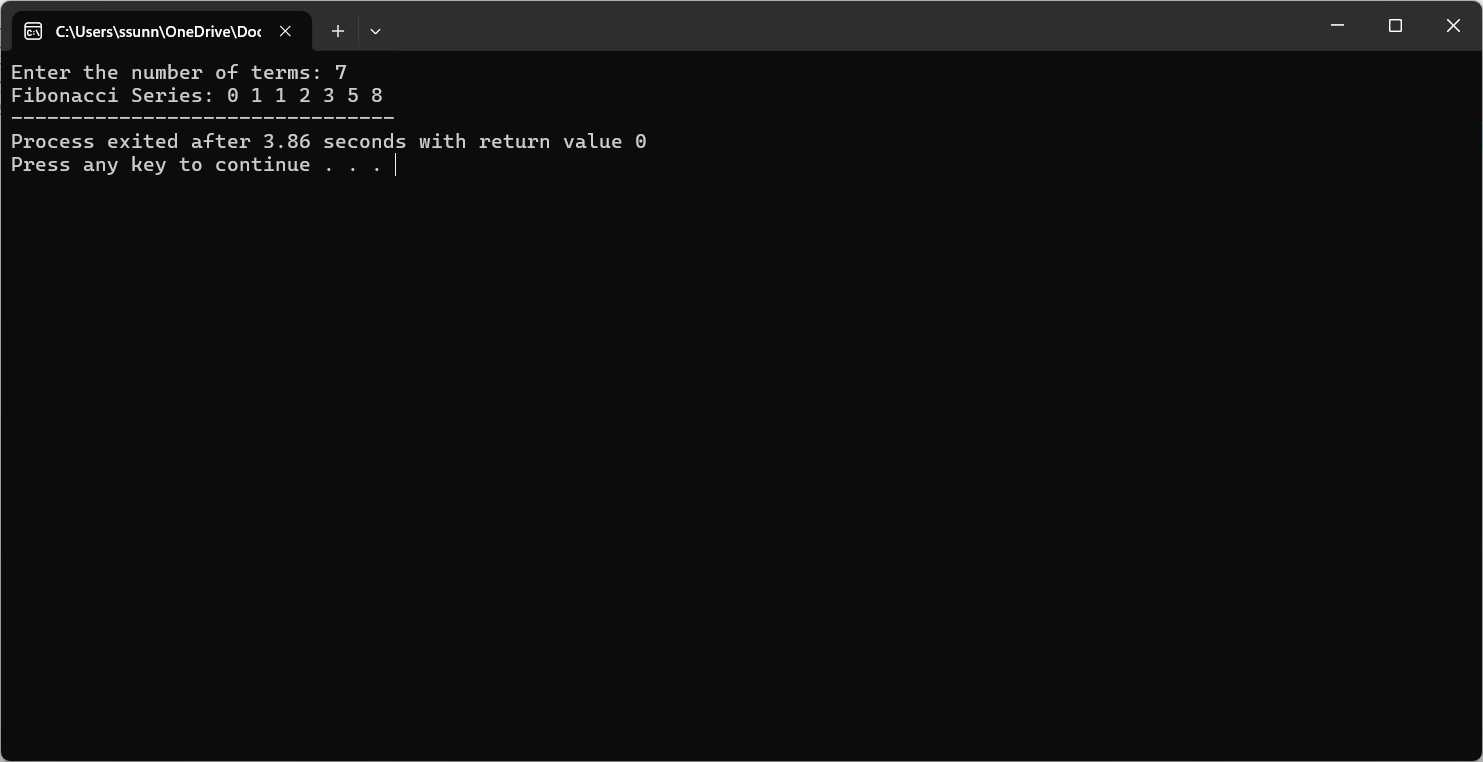 C:\Users\ssunn\OneDrive\Doc
Enter the number of terms: 7
Fibonacci Series: 0 1 1 2 3 5 8
--------------------------------
Process exited after 3.86 seconds with return value 0
Press any key to continue . . .